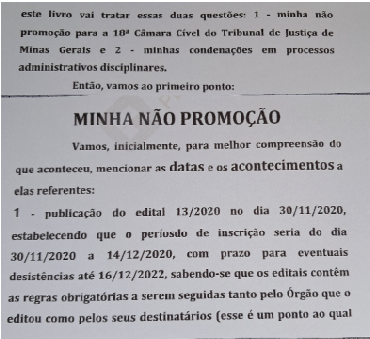 este livro vai tratar essas duas questões: 1 - minha não
promoção para a 18ª Câmara Cível do Tribunal de Justiça de
Minas Gerais e 2 - minhas condenações em processos
administrativos disciplinares.
Então, vamos ao primeiro ponto:
MINHA NÃO PROMOÇÃO
Vamos, inicialmente, para melhor compreensão do
que aconteceu, mencionar as datas e os acontecimentos a
elas referentes:
1 - publicação do edital 13/2020 no dia 30/11/2020,
estabelecendo que o período de inscrição seria do dia
30/11/2020 a 14/12/2020, com prazo para eventuais
desistências até 16/12/2022, sabendo-se que os editais contém
as regras obrigatórias a serem seguidas tanto pelo Órgão que o
editou como pelos seus destinatários (esse é um ponto ao qual